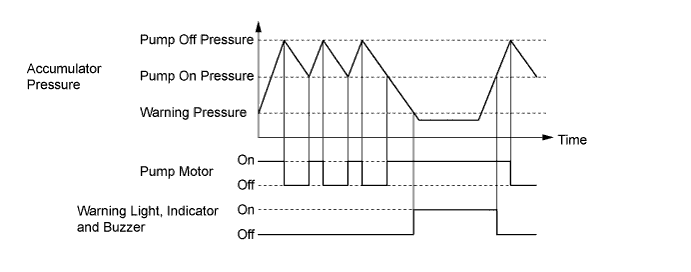 Pump Off Pressure
Accumulator
Pressure
Pump On Pressure
Warning Pressure
Time
Pump Motor
On
Off
Warning Light, Indicator
and Buzzer
On
Off